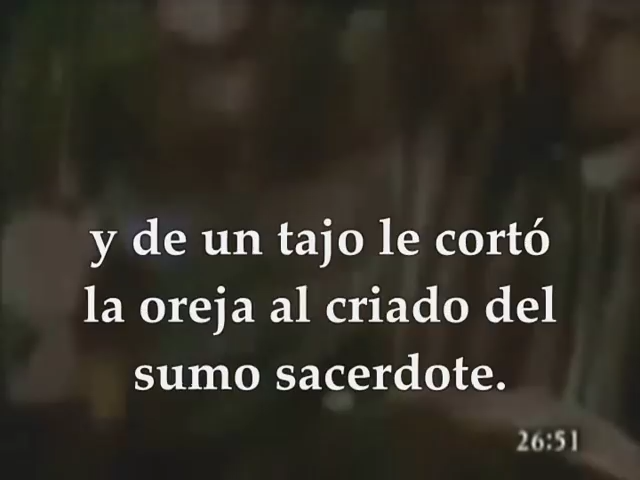 y de un tajo le cortó
la oreja al criado del
sumo sacerdote.
26:51